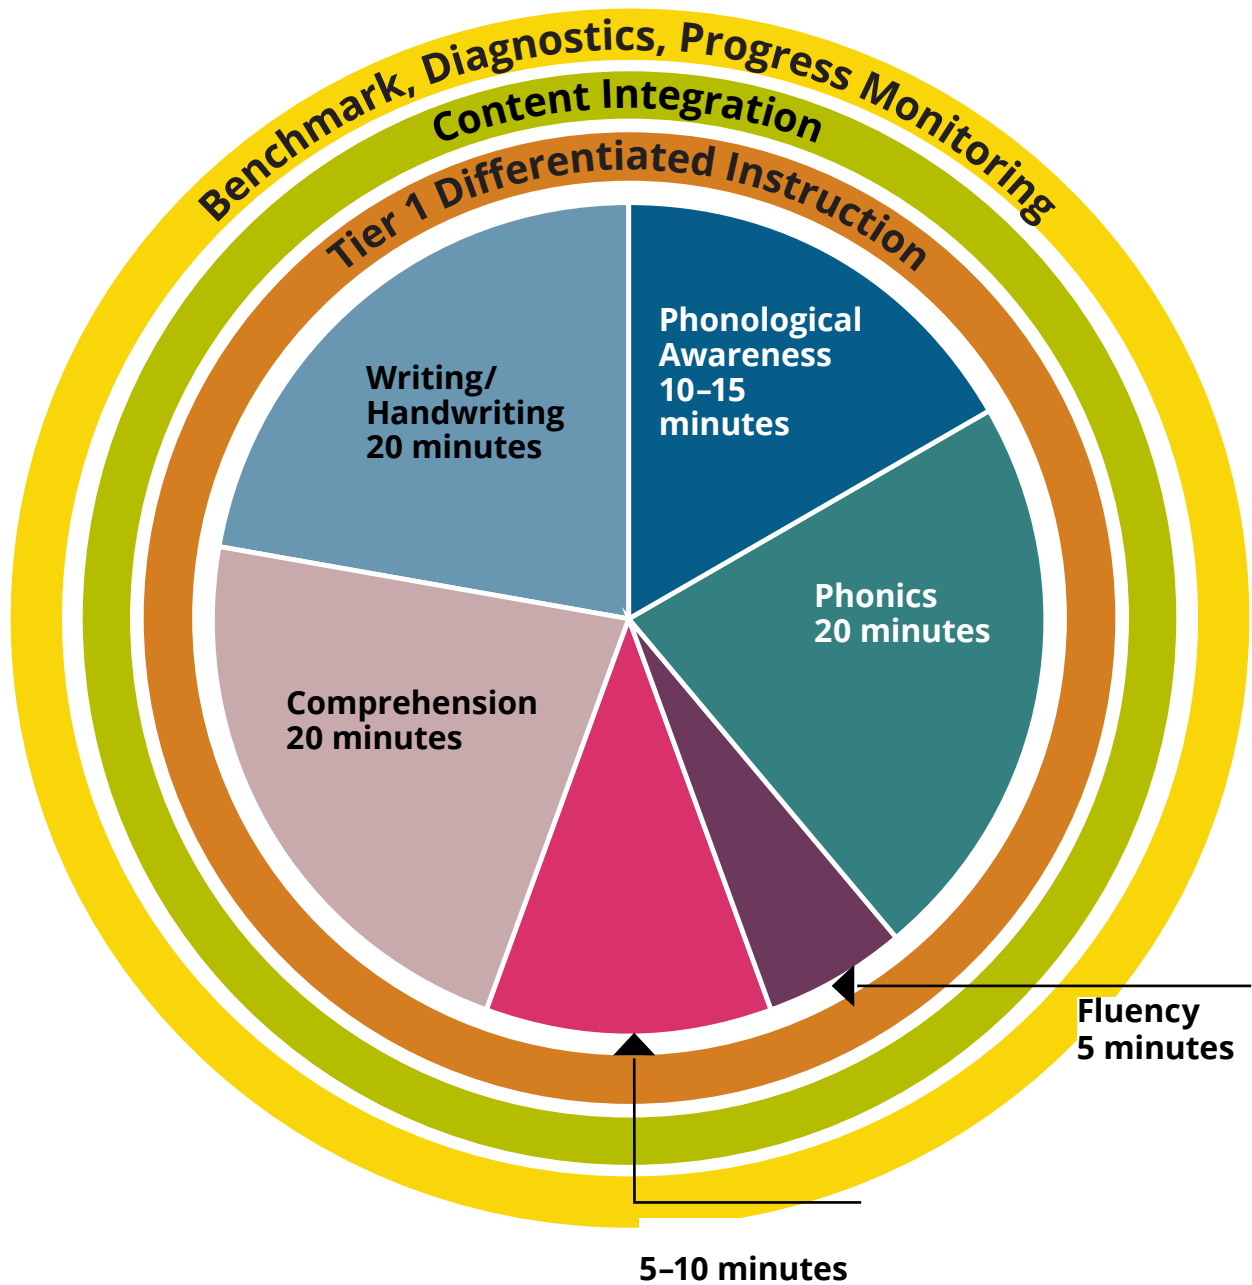 Benchmark, Diagnostics, Progress Monitoring
Content Integration
Tier 1 Differentiated Instruction
Phonological
Awareness
10–15
minutes
Writing/
Handwriting
20 minutes
Phonics
20 minutes
Comprehension
20 minutes
Fluency
5 minutes
5–10 minutes